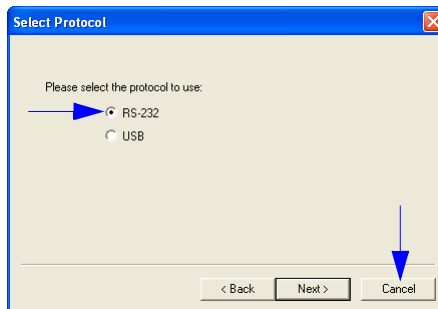 Select Protocol
Please select the protocol to use:
RS-232
USB
< Back Next > Cancel